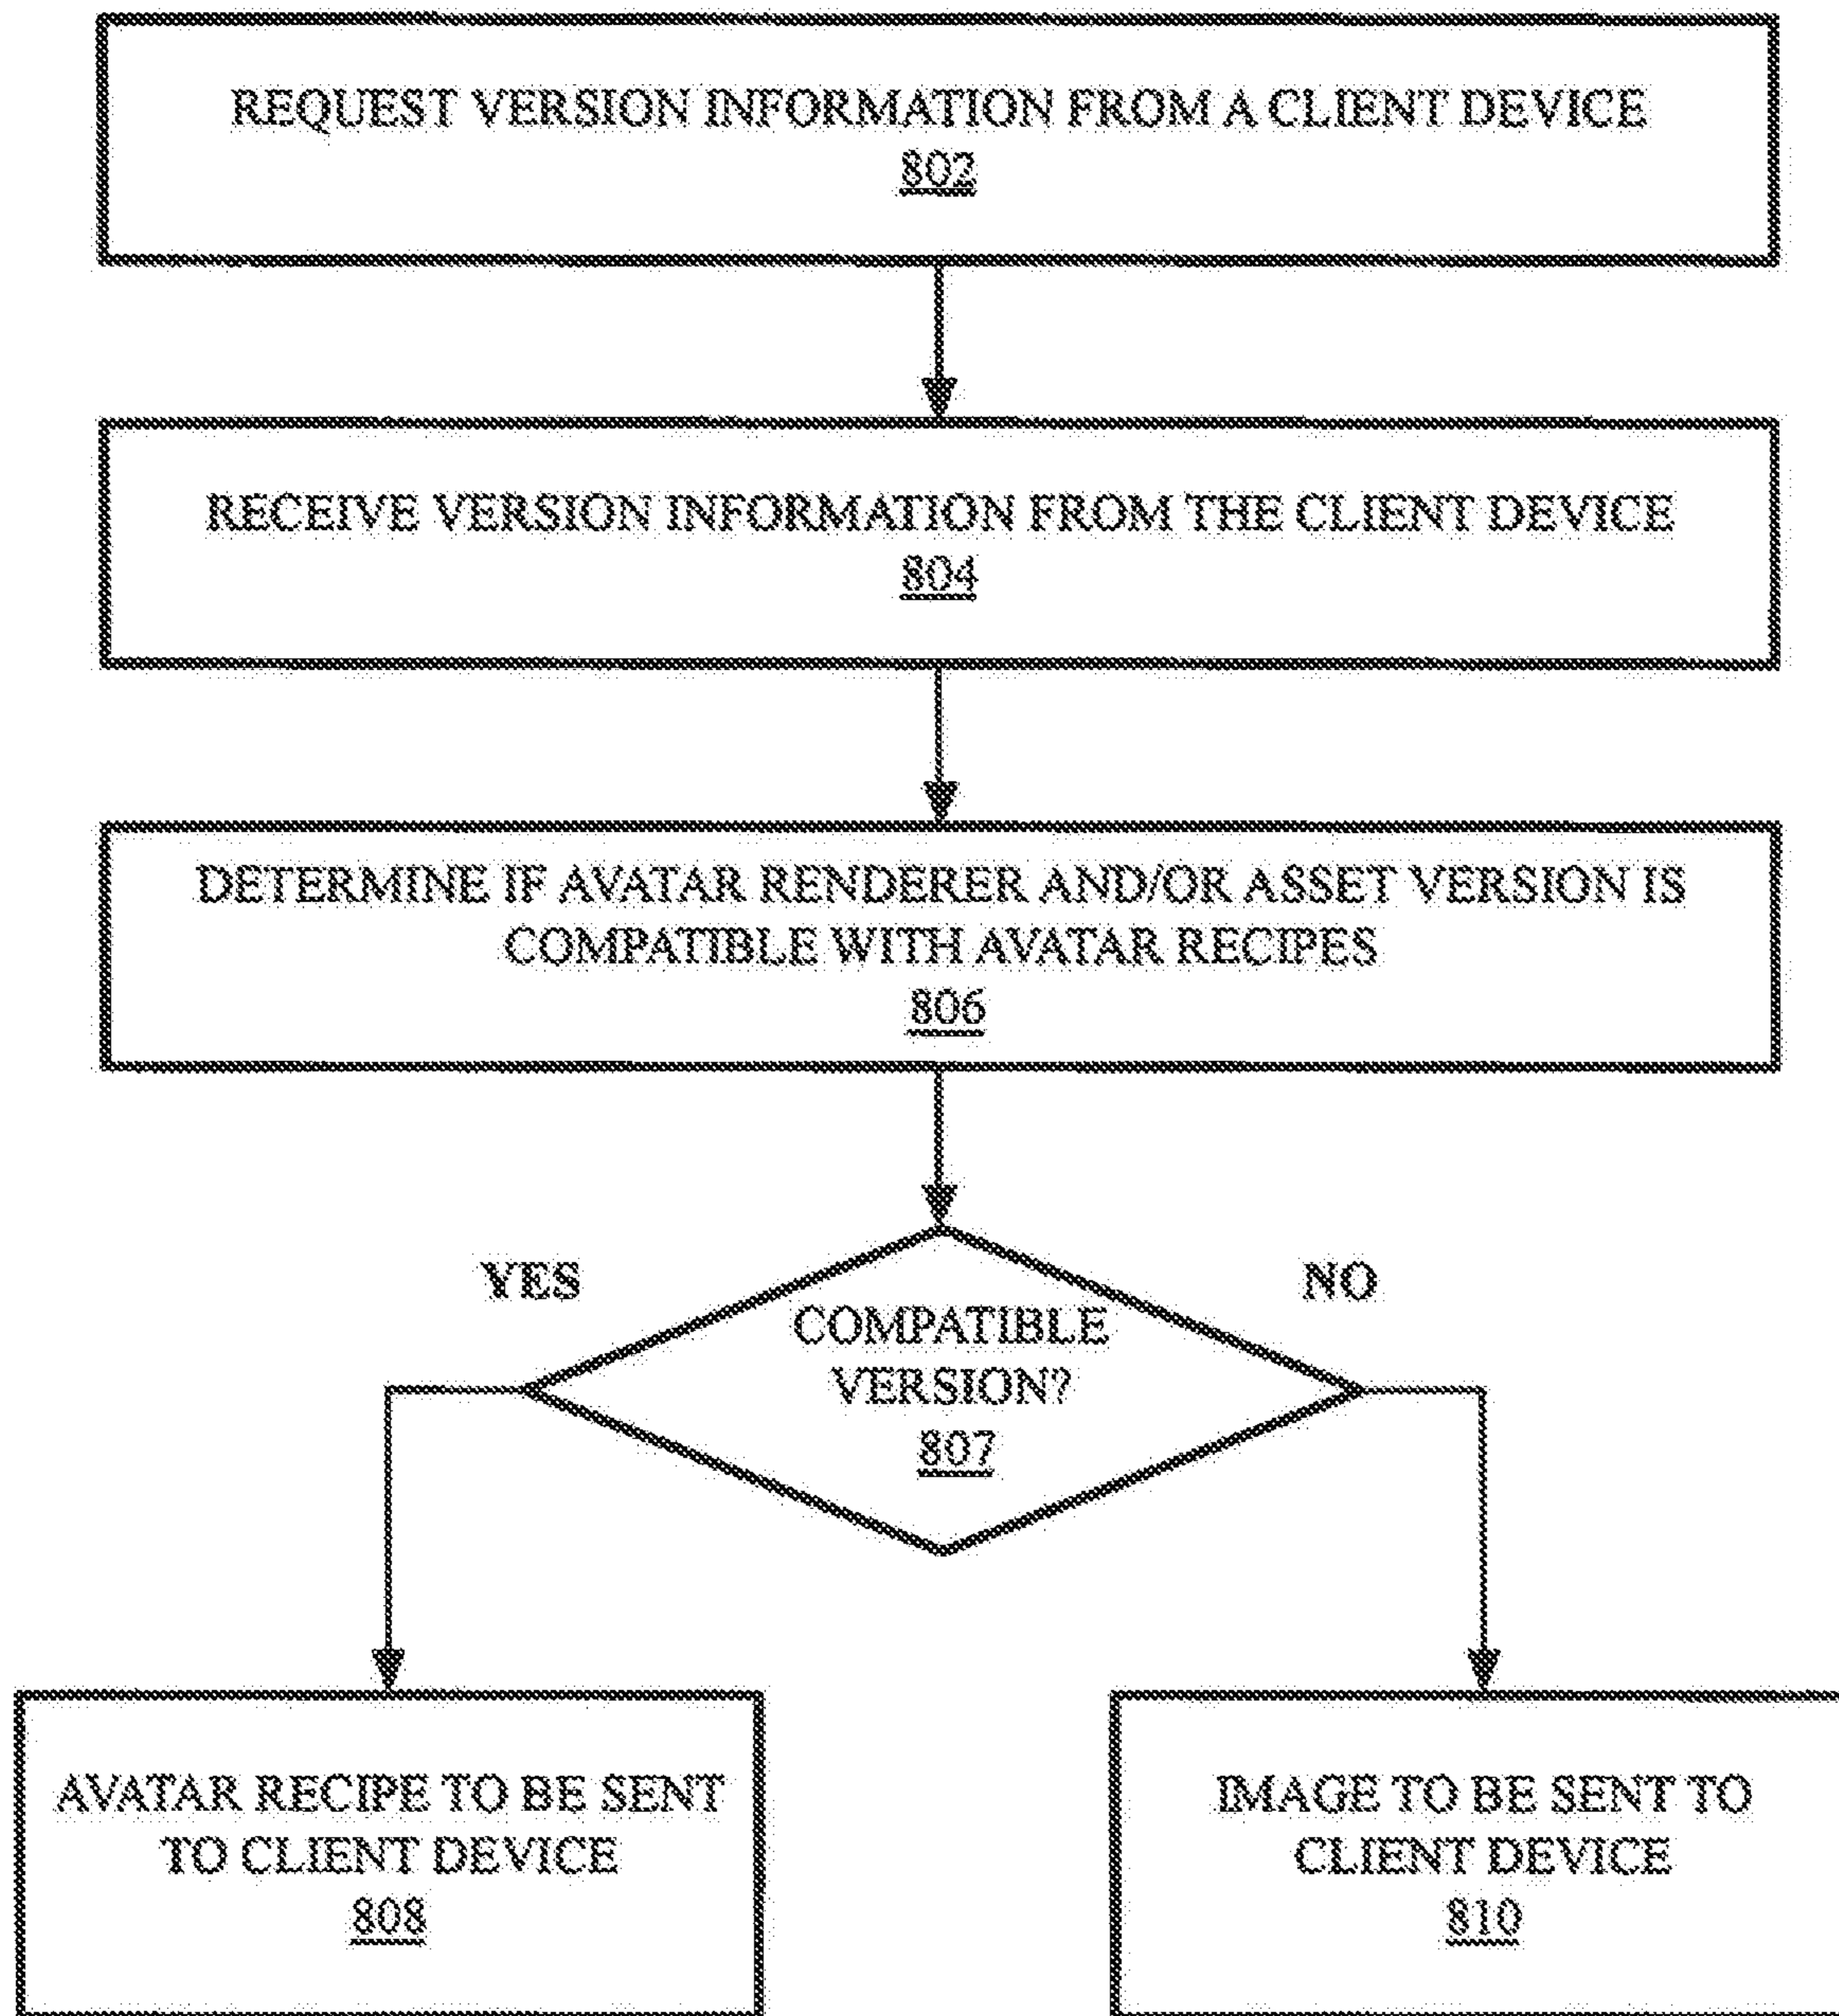 REQUEST VERSION INFORMATION FROM A CLIENT DEVICE
802
RECEIVE VERSION INFORMATION FROM THE CLIENT DEVICE
804
DETERMINE IF AVATAR RENDERER AND/OR ASSET VERSION IS
COMPATIBLE WITH AVATAR RECIPES
806
YES
NO
COMPATIBLE
VERSION?
807
AVATAR RECIPE TO BE SENT
TO CLIENT DEVICE
808
IMAGE TO BE SENT TO
CLIENT DEVICE
810